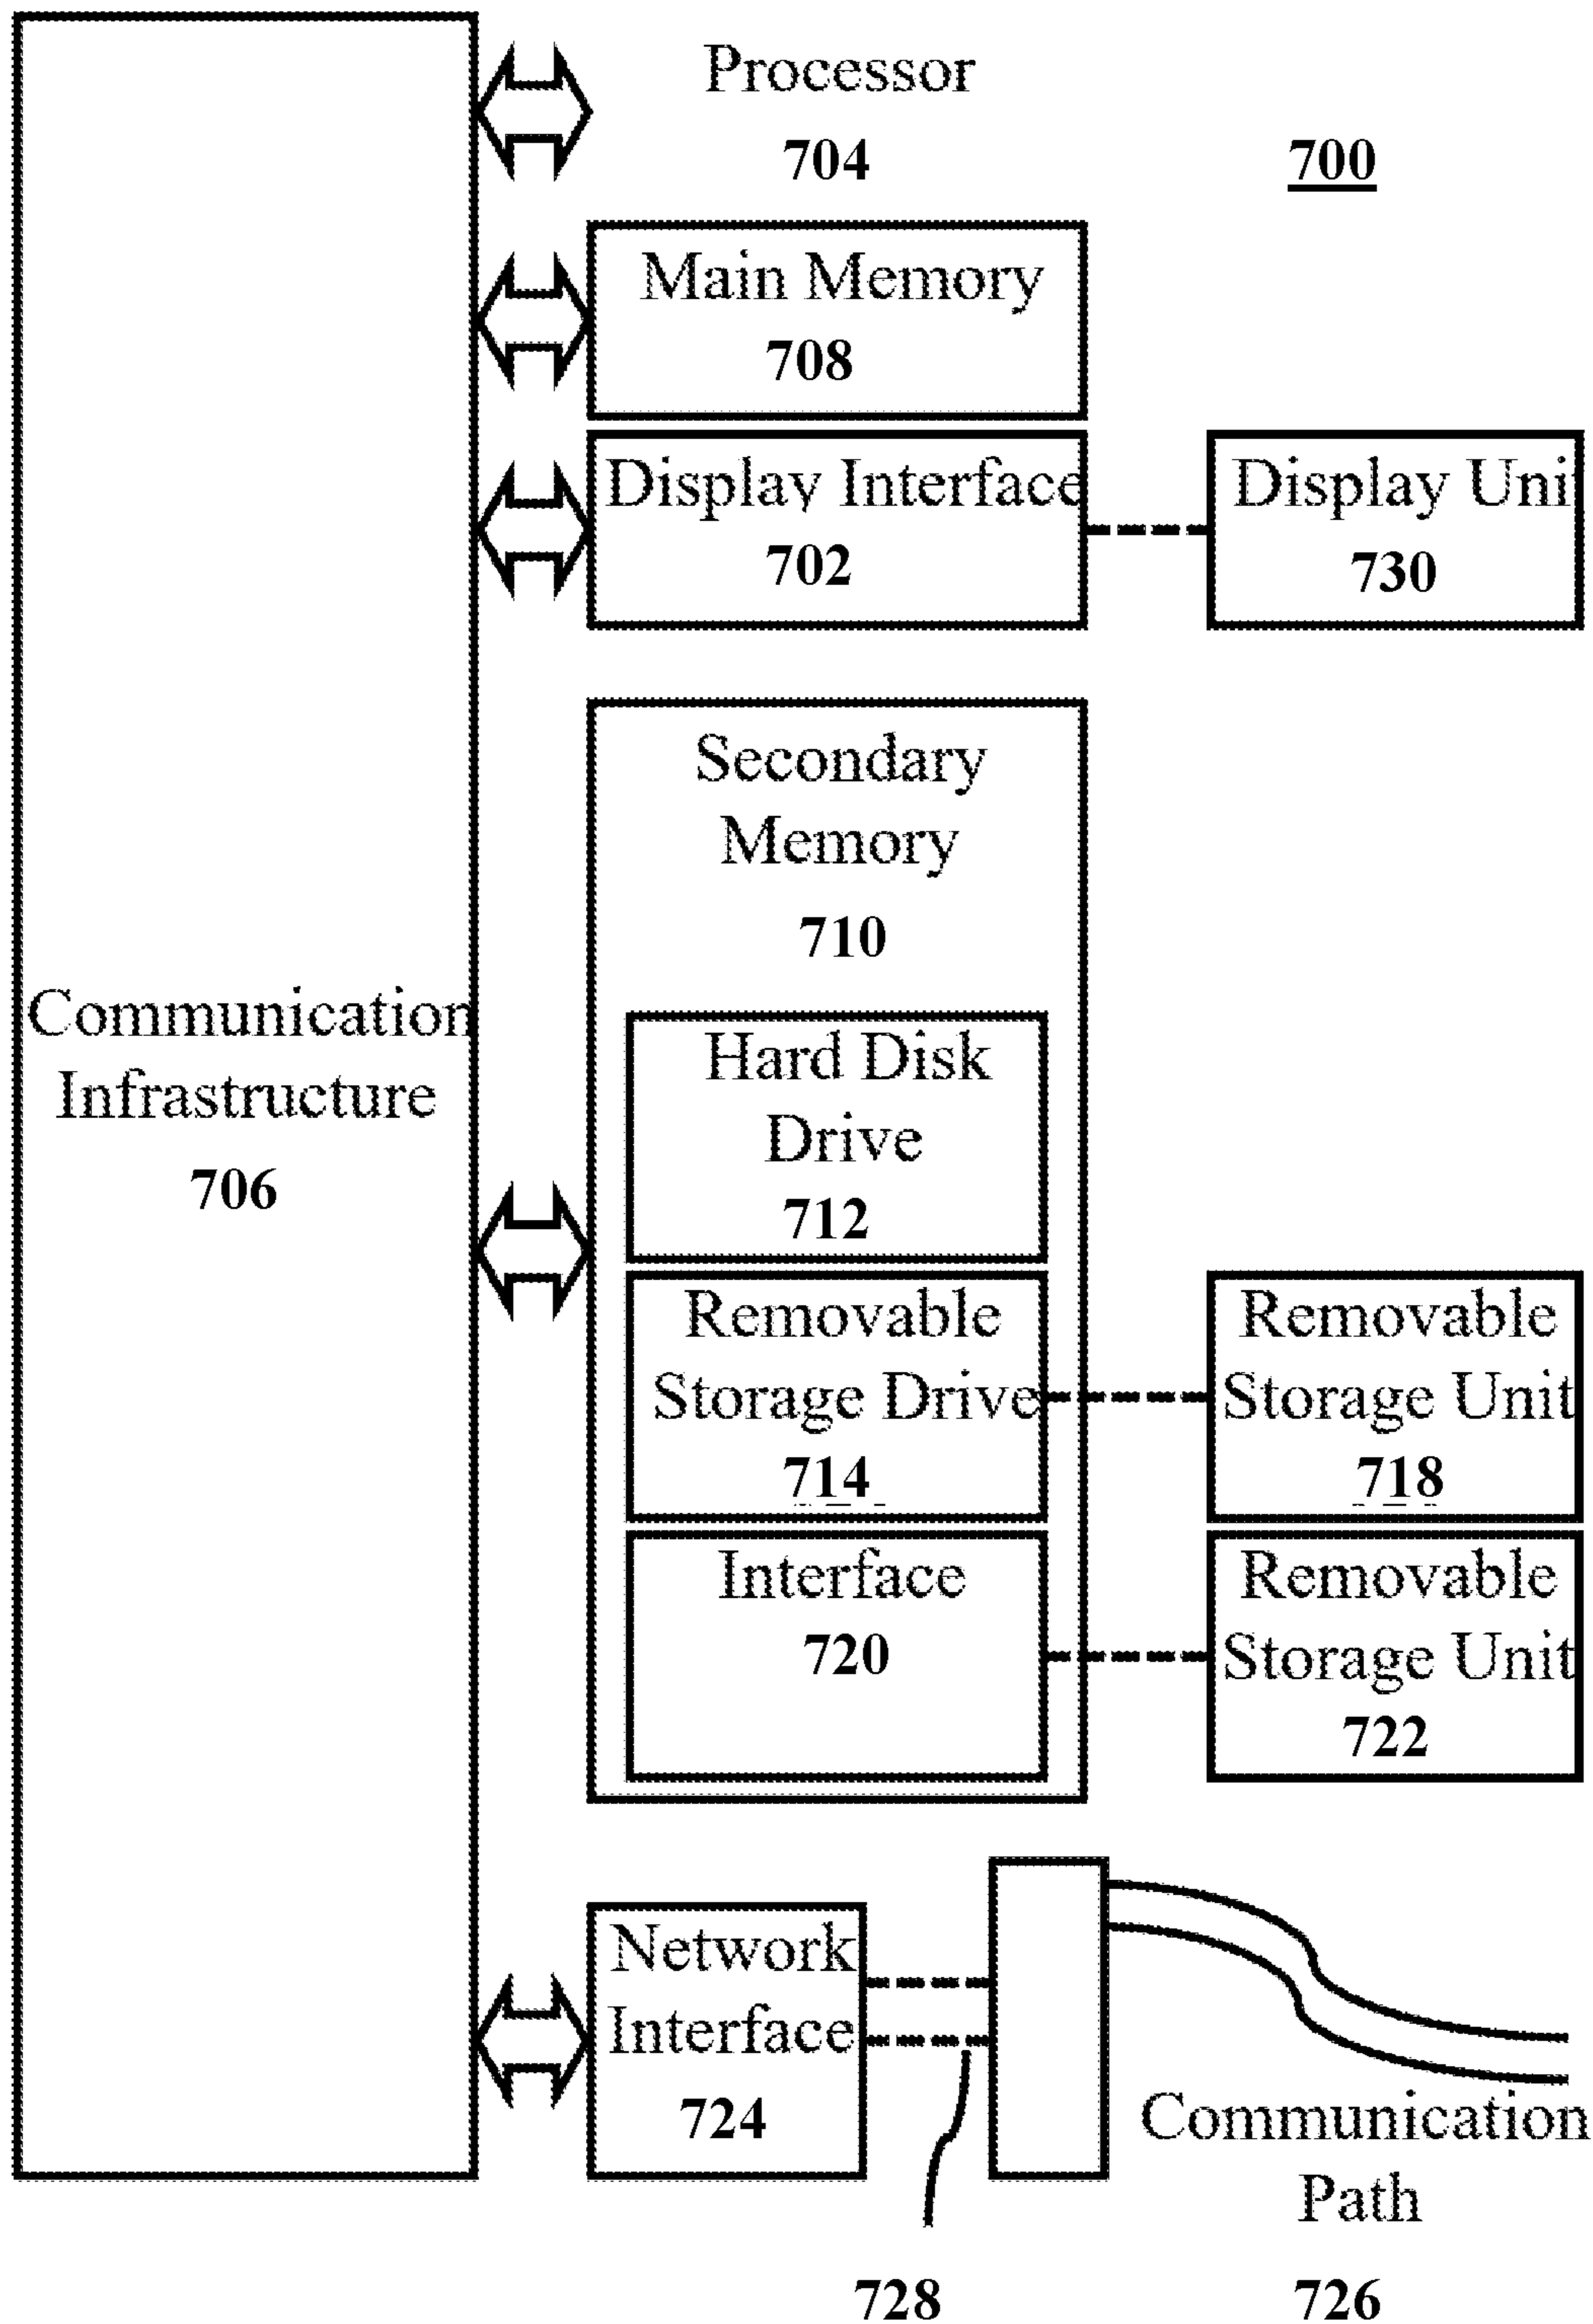 Processor
704
700
Main Memory
708
Display Interface
702
Display Unit
730
Secondary
Memory
710
Communication
Infrastructure
706
Hard Disk
Drive
712
Removable
Storage Drive
714
Removable
Storage Unit
718
Interface
720
Removable
Storage Unit
722
Network
Interface
724
Communication
Path
728
726